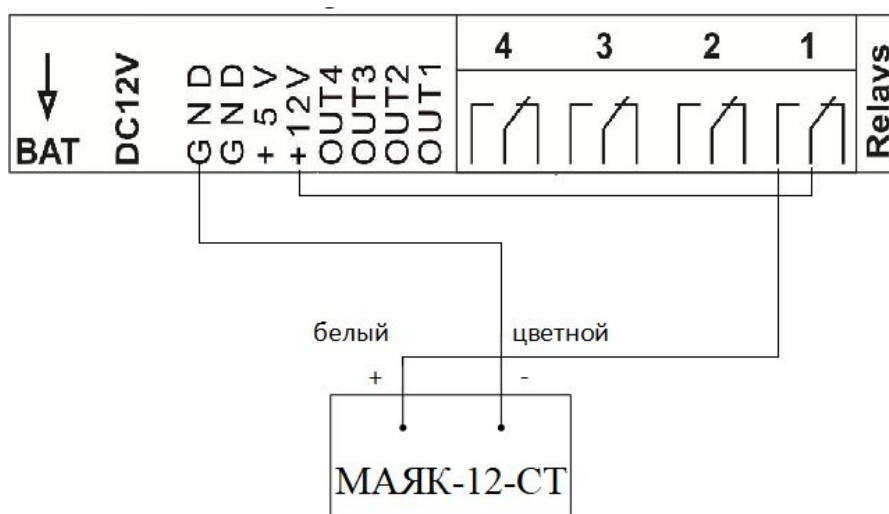 4 3 2 1
BAT
DC12V
GND
GND
+5V
+12V
OUT4
OUT3
OUT2
OUT1
Relays
белый цветной
+ -
МАЯК-12-СТ